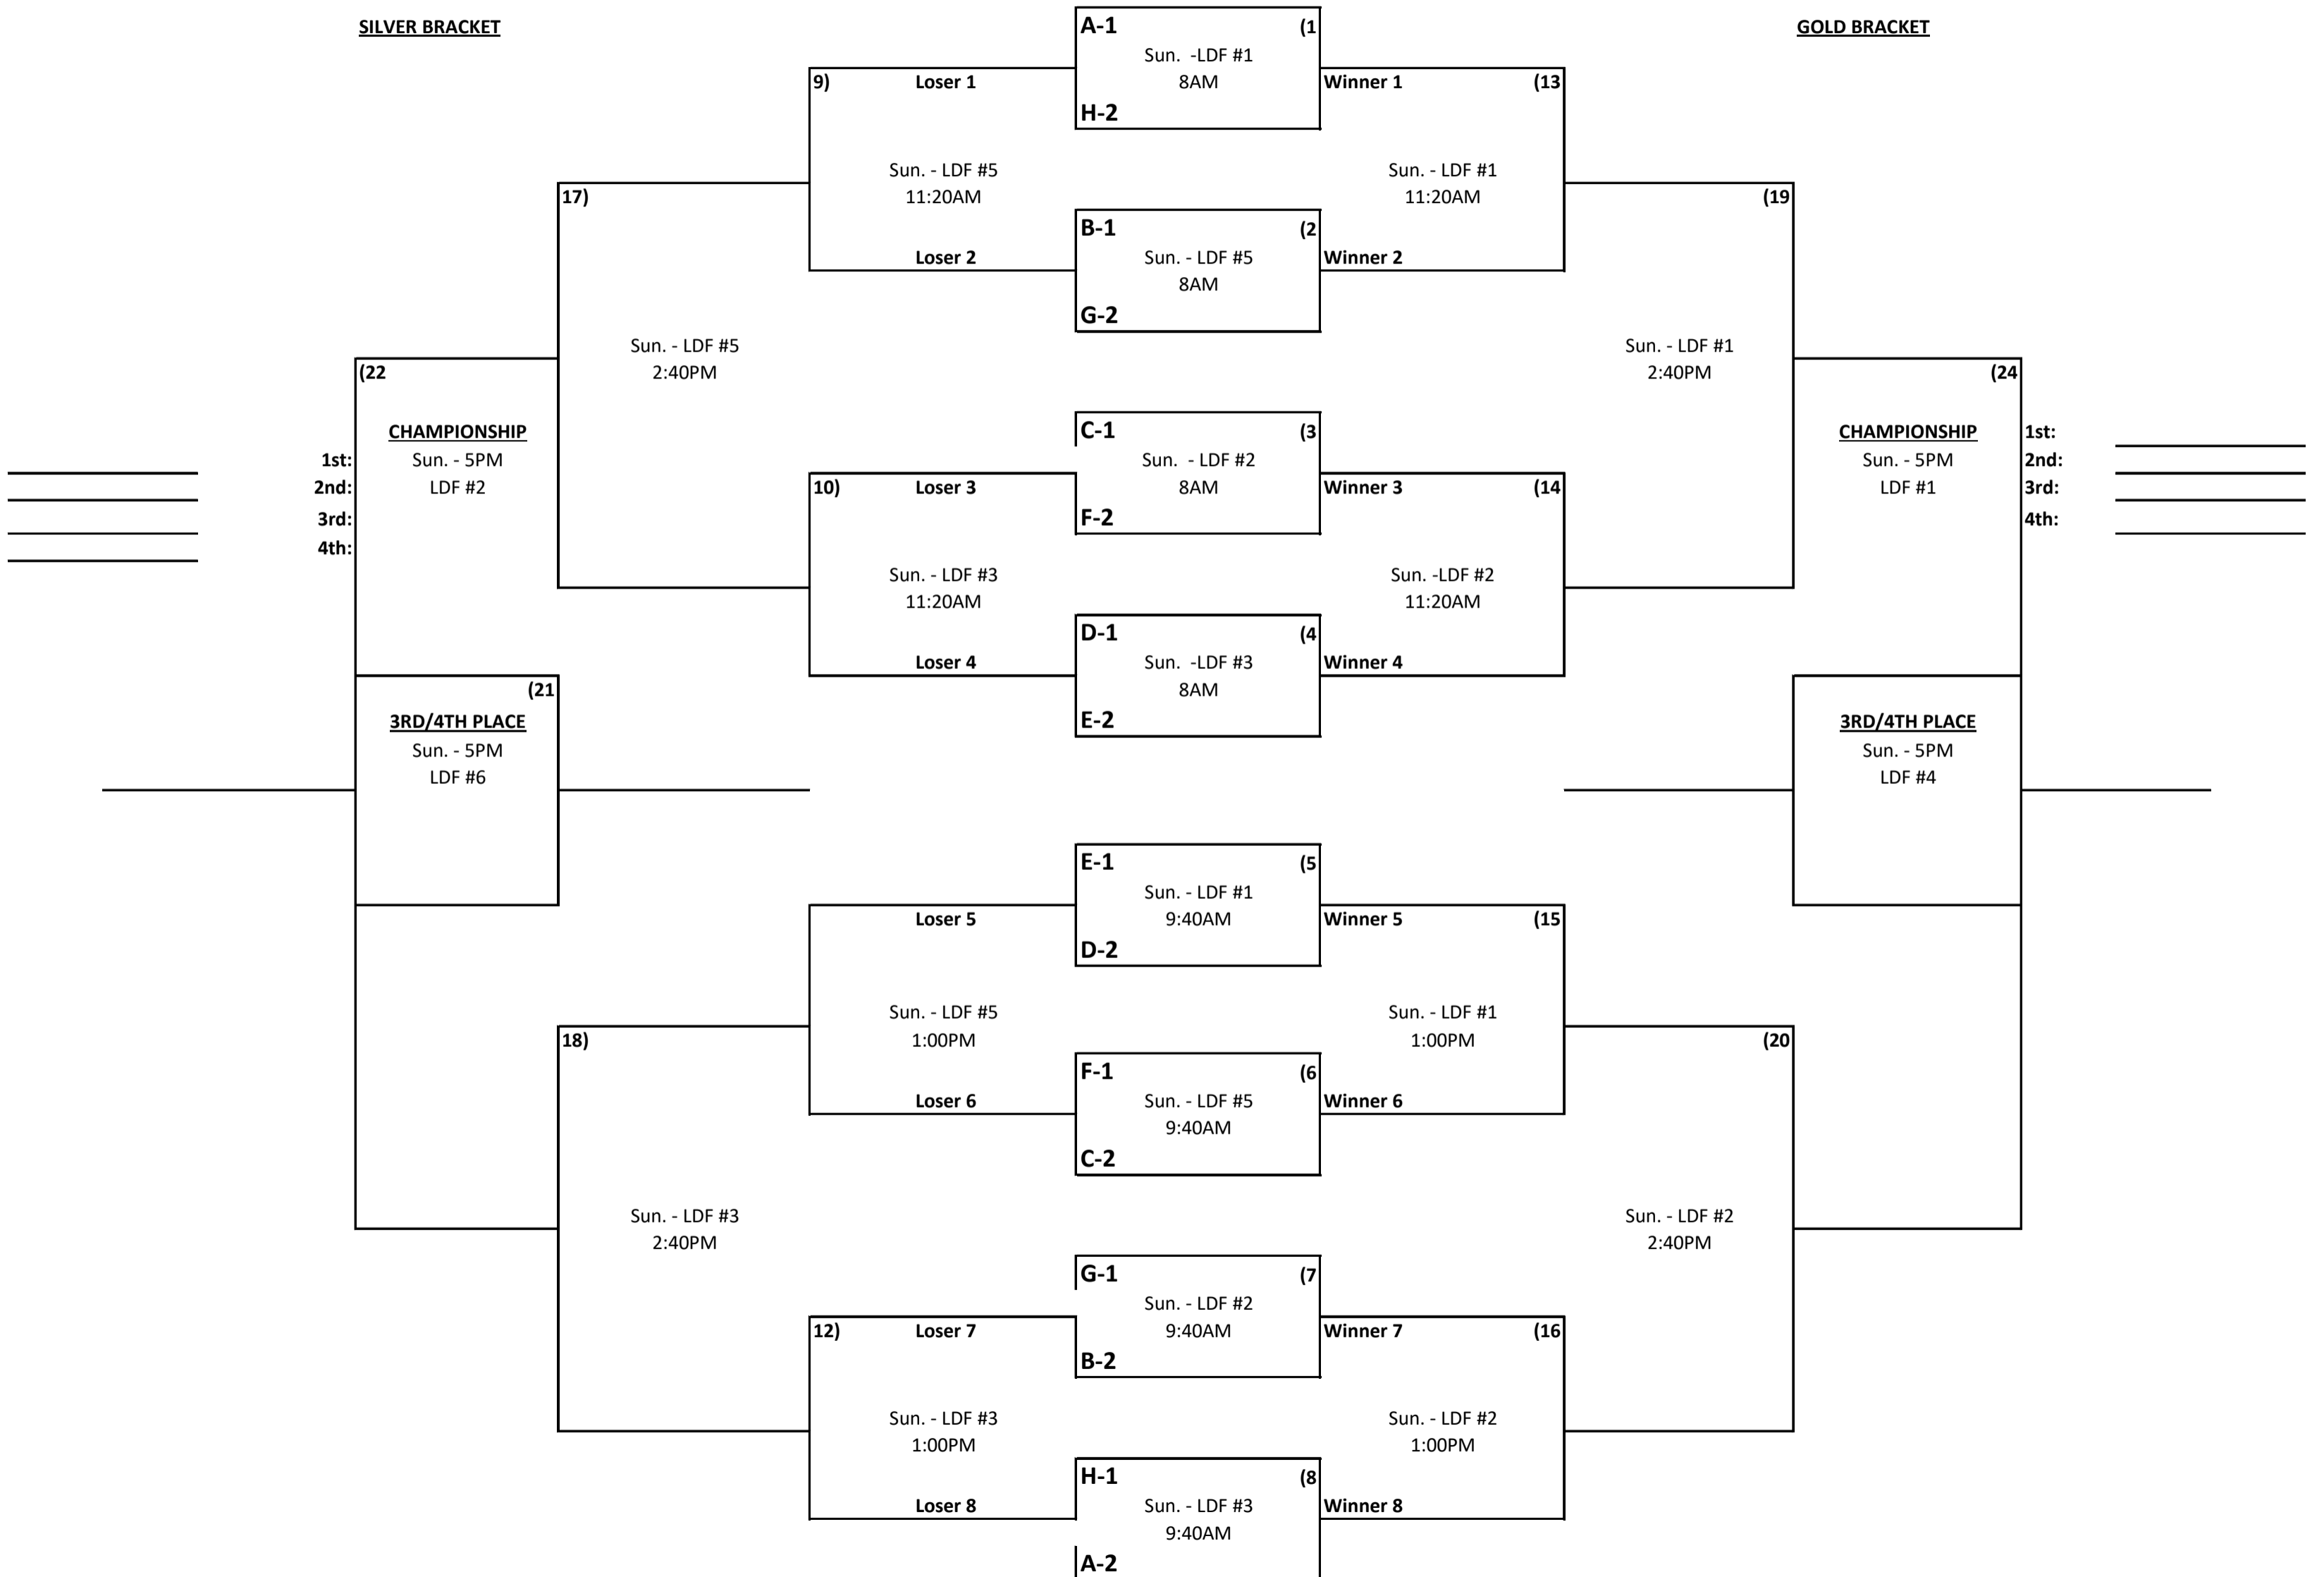 SILVER BRACKET
GOLD BRACKET
A-1 (1
Sun. -LDF #1
8AM
H-2
9) Loser 1
Winner 1 (13
Sun. - LDF #5
11:20AM
Sun. - LDF #1
11:20AM
17)
(19
B-1 (2
Sun. - LDF #5
8AM
G-2
Loser 2
Winner 2
Sun. - LDF #5
2:40PM
Sun. - LDF #1
2:40PM
(22
CHAMPIONSHIP
Sun. - 5PM
LDF #2
1st:
2nd:
3rd:
4th:
(24
CHAMPIONSHIP
Sun. - 5PM
LDF #1
1st:
2nd:
3rd:
4th:
C-1 (3
Sun. - LDF #2
8AM
F-2
10) Loser 3
Winner 3 (14
Sun. - LDF #3
11:20AM
Sun. -LDF #2
11:20AM
D-1 (4
Sun. -LDF #3
8AM
E-2
Loser 4
Winner 4
(21
3RD/4TH PLACE
Sun. - 5PM
LDF #6
3RD/4TH PLACE
Sun. - 5PM
LDF #4
E-1 (5
Sun. - LDF #1
9:40AM
D-2
Loser 5
Winner 5 (15
Sun. - LDF #5
1:00PM
Sun. - LDF #1
1:00PM
18)
(20
F-1 (6
Sun. - LDF #5
9:40AM
C-2
Loser 6
Winner 6
Sun. - LDF #3
2:40PM
Sun. - LDF #2
2:40PM
G-1 (7
Sun. - LDF #2
9:40AM
B-2
12) Loser 7
Winner 7 (16
Sun. - LDF #3
1:00PM
Sun. - LDF #2
1:00PM
H-1 (8
Sun. - LDF #3
9:40AM
A-2
Loser 8
Winner 8